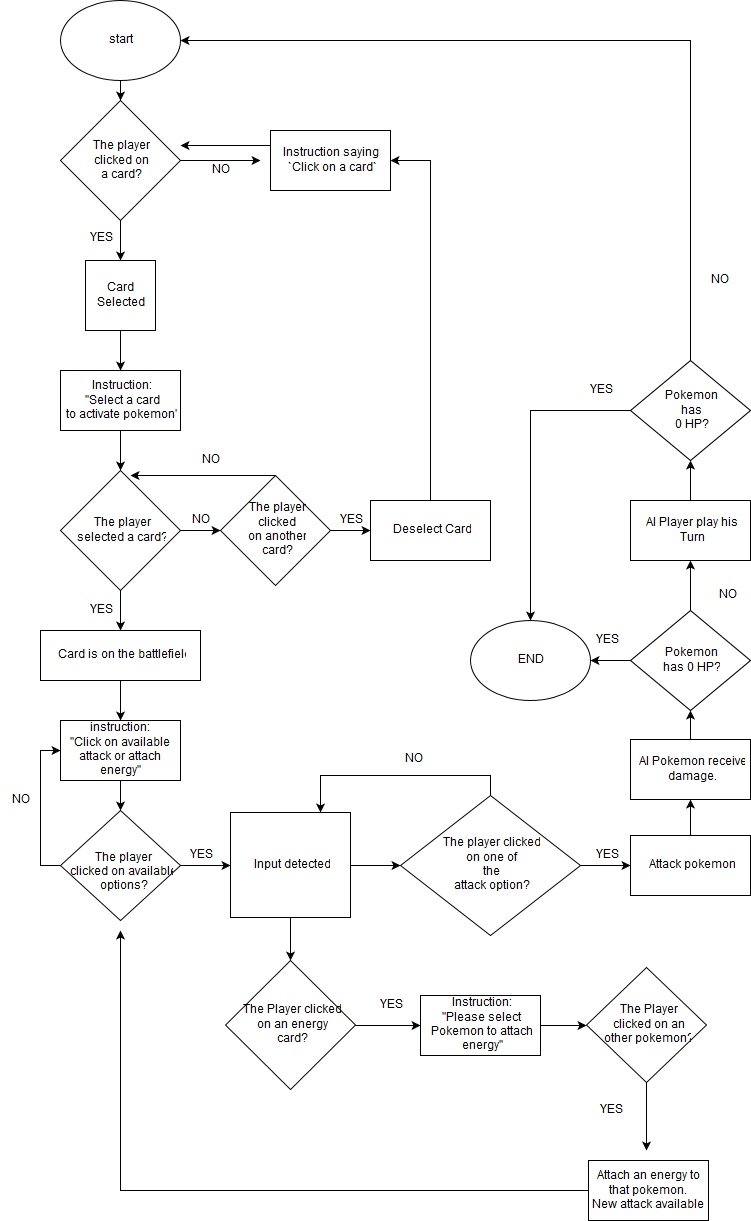 start
The player
clicked on
a card?
NO
Instruction saying
`Click on a card`
YES
Card
Selected
Instruction:
"Select a card
to activate pokemon"
The player
selected a card?
NO
NO
The player
clicked
on another
card?
YES
Deselect Card
YES
Card is on the battlefield
instruction:
"Click on available
attack or attach
energy"
NO
The player
clicked on available
options?
YES
Input detected
NO
The player clicked
on one of
the
attack option?
YES
Attack pokemon
AI Pokemon receive
damage.
Pokemon
has 0 HP?
YES
END
NO
AI Player play his
Turn
Pokemon
has
0 HP?
YES
NO
The Player clicked
on an energy
card?
YES
Instruction:
"Please select
Pokemon to attach
energy"
The Player
clicked on an
other pokemon?
YES
Attach an energy to
that pokemon.
New attack available